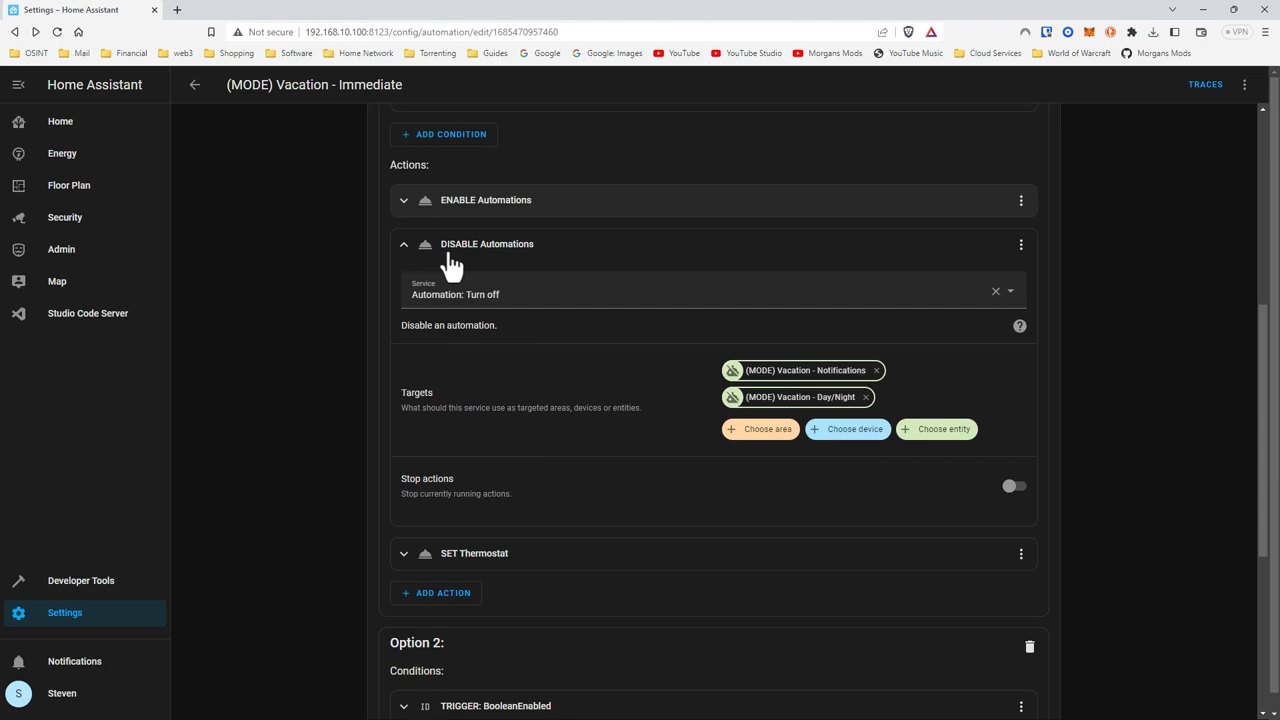 Settings – Home Assistant
Not secure
192.168.10.100:8123/config/automation/edit/1685470957460
VPN
OSINT
Mail
Financial
web3
Shopping
Software
Home Network
Torrenting
Guides
Google
Google: Images
YouTube
YouTube Studio
Morgans Mods
YouTube Music
Cloud Services
World of Warcraft
Morgans Mods
Home Assistant
(MODE) Vacation - Immediate
TRACES
Home
Energy
Floor Plan
Security
Admin
Map
Studio Code Server
Developer Tools
Settings
Notifications
S
Steven
+ ADD CONDITION
Actions:
ENABLE Automations
DISABLE Automations
Service
Automation: Turn off
Disable an automation.
Targets
What should this service use as targeted areas, devices or entities.
(MODE) Vacation - Notifications
(MODE) Vacation - Day/Night
+ Choose area
+ Choose device
+ Choose entity
Stop actions
Stop currently running actions.
SET Thermostat
+ ADD ACTION
Option 2:
Conditions:
ID TRIGGER: BooleanEnabled